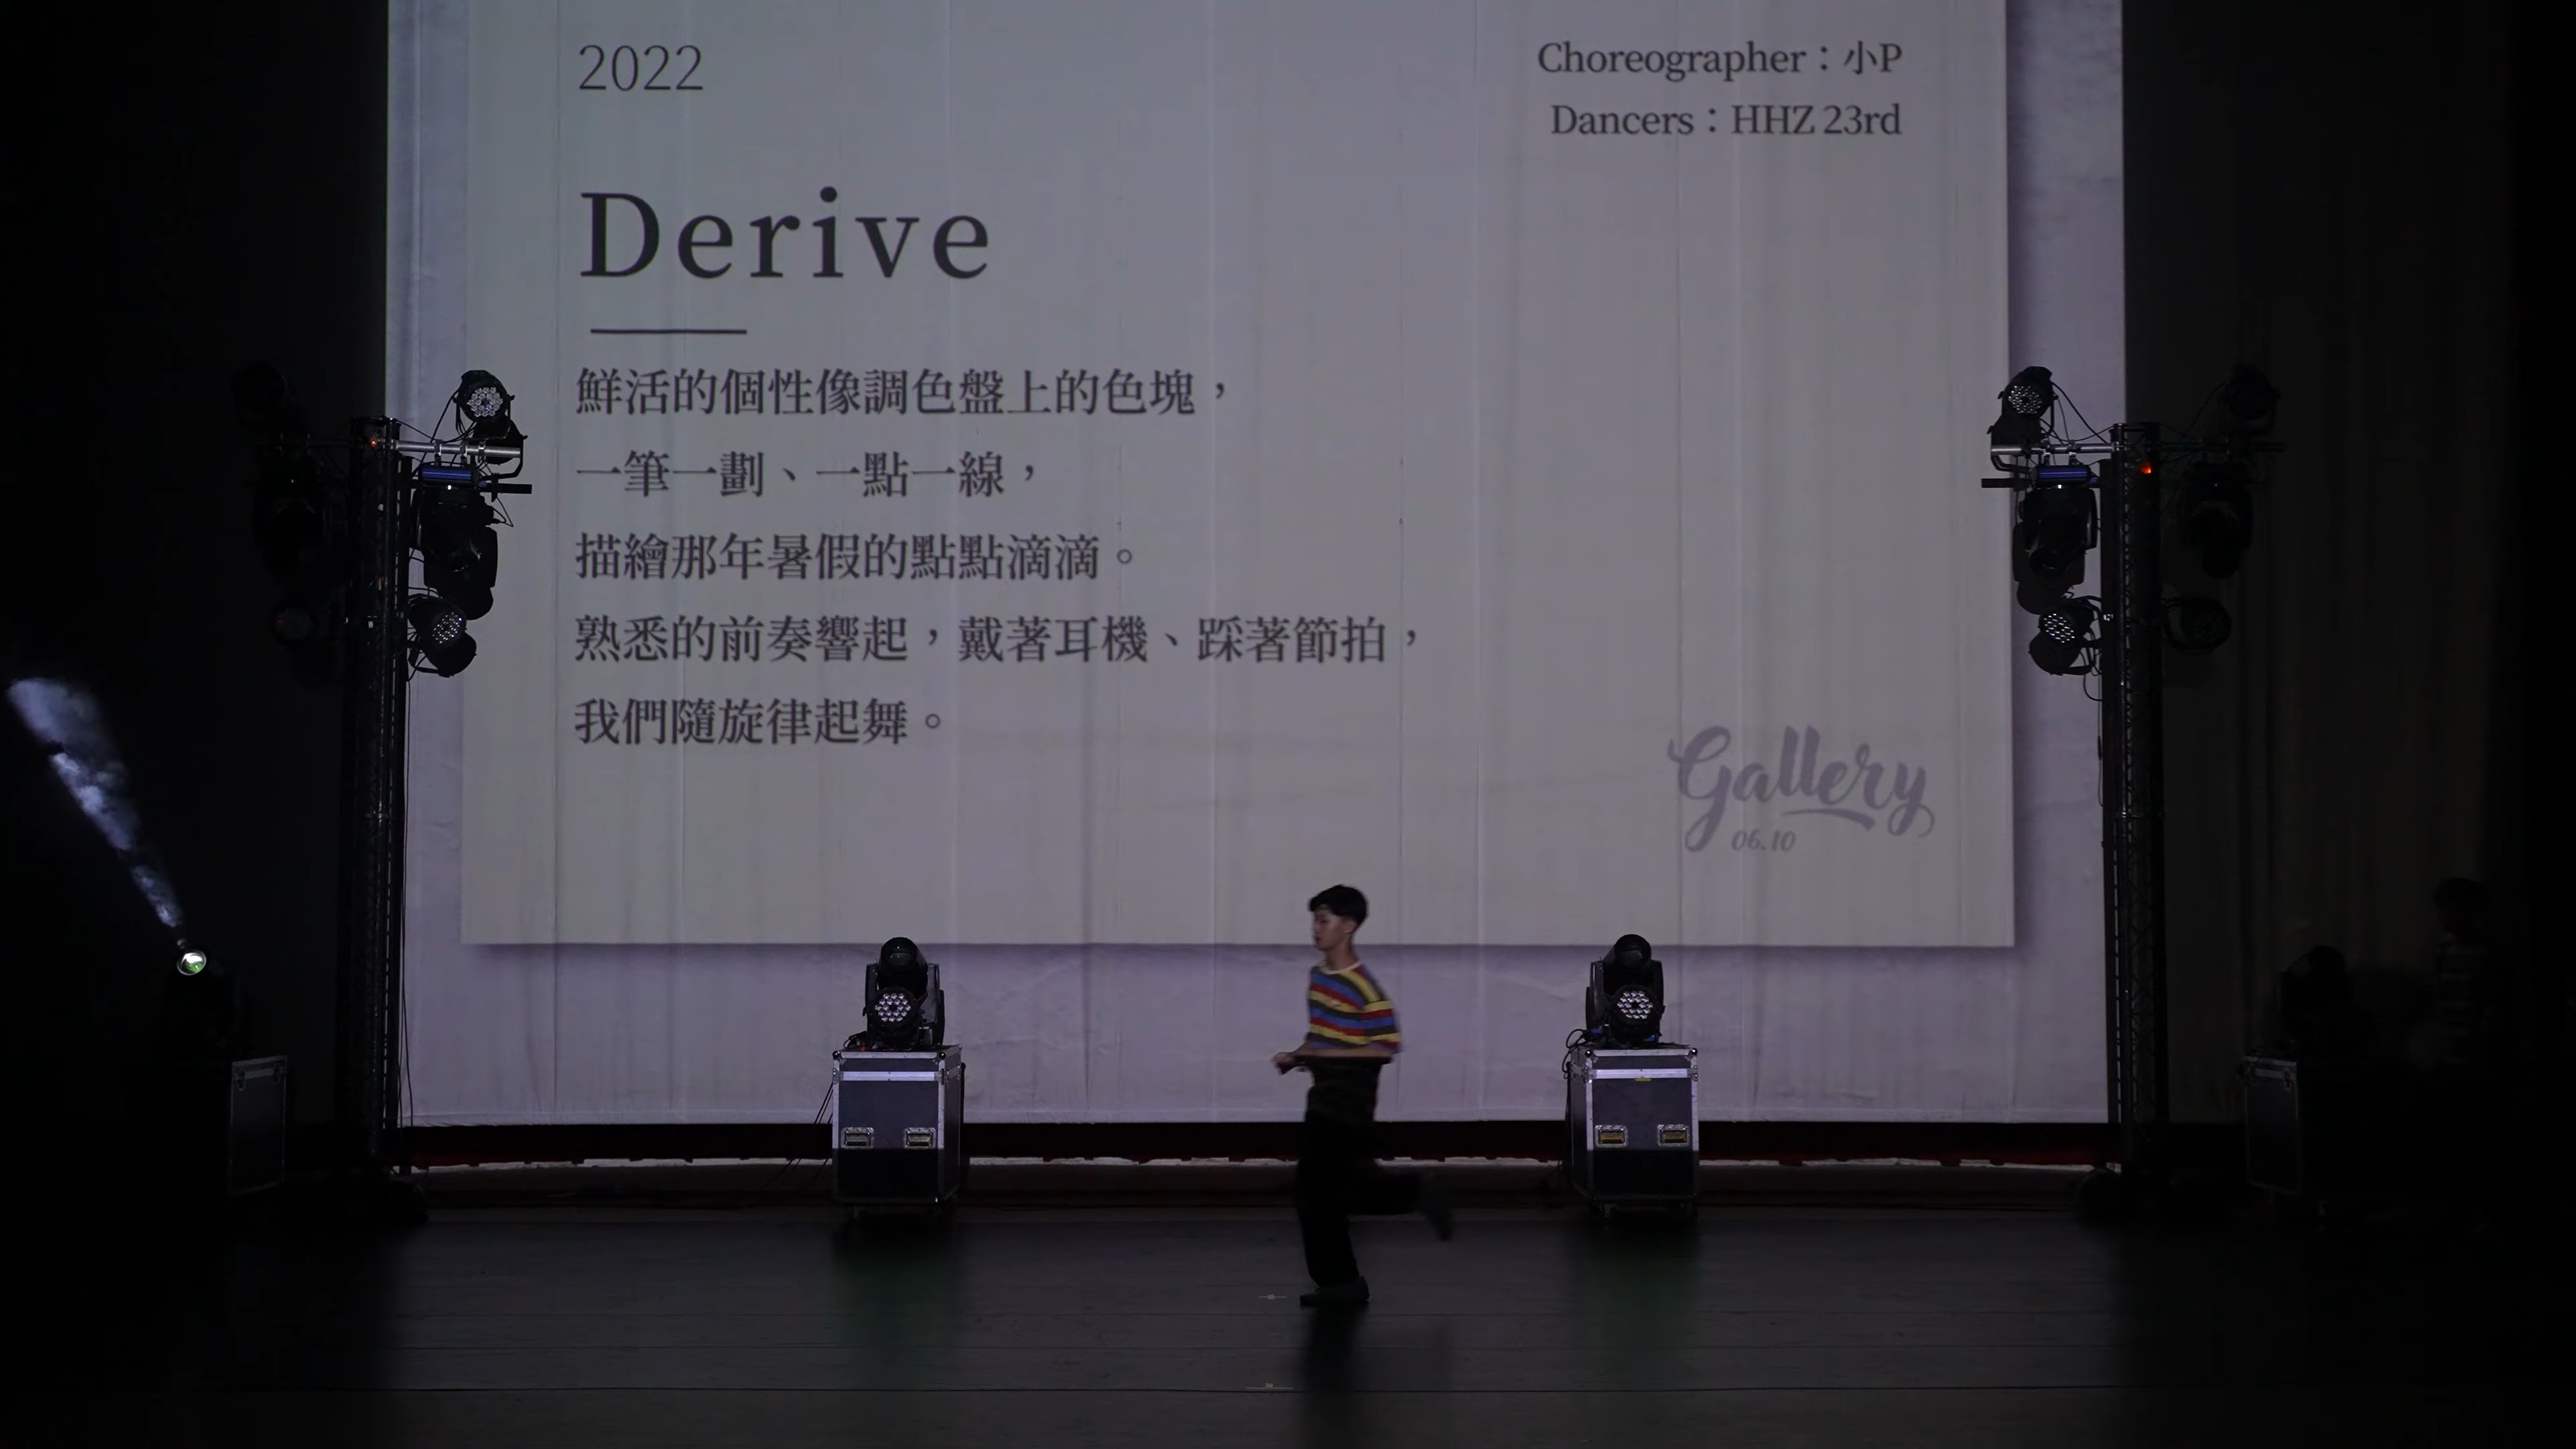 2022
Choreographer：小P
Dancers：HHZ 23rd
Derive
鮮活的個性像調色盤上的色塊，
一筆一劃、一點一線，
描繪那年暑假的點點滴滴。
熟悉的前奏響起，戴著耳機、踩著節拍，
我們隨旋律起舞。
Gallery
06.10